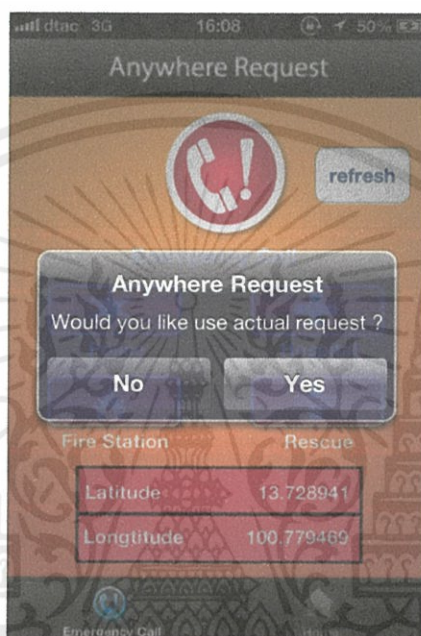 dtac 3G 16:08 50%
Anywhere Request
refresh
Anywhere Request
Would you like use actual request ?
No Yes
Fire Station Rescue
Latitude 13.728941
Longtitude 100.779469
Emergency Call